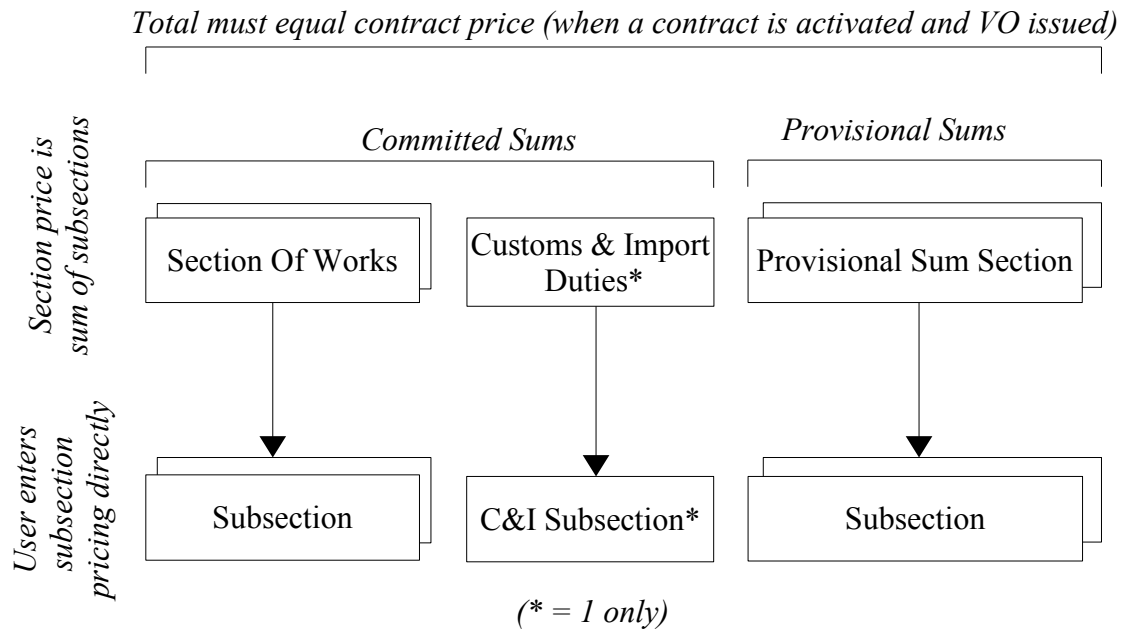 Total must equal contract price (when a contract is activated and VO issued)
Section price is
sum of subsections
Committed Sums
Provisional Sums
Section Of Works
Customs & Import
Duties*
Provisional Sum Section
User enters
subsection
pricing directly
Subsection
C&I Subsection*
Subsection
(* = 1 only)